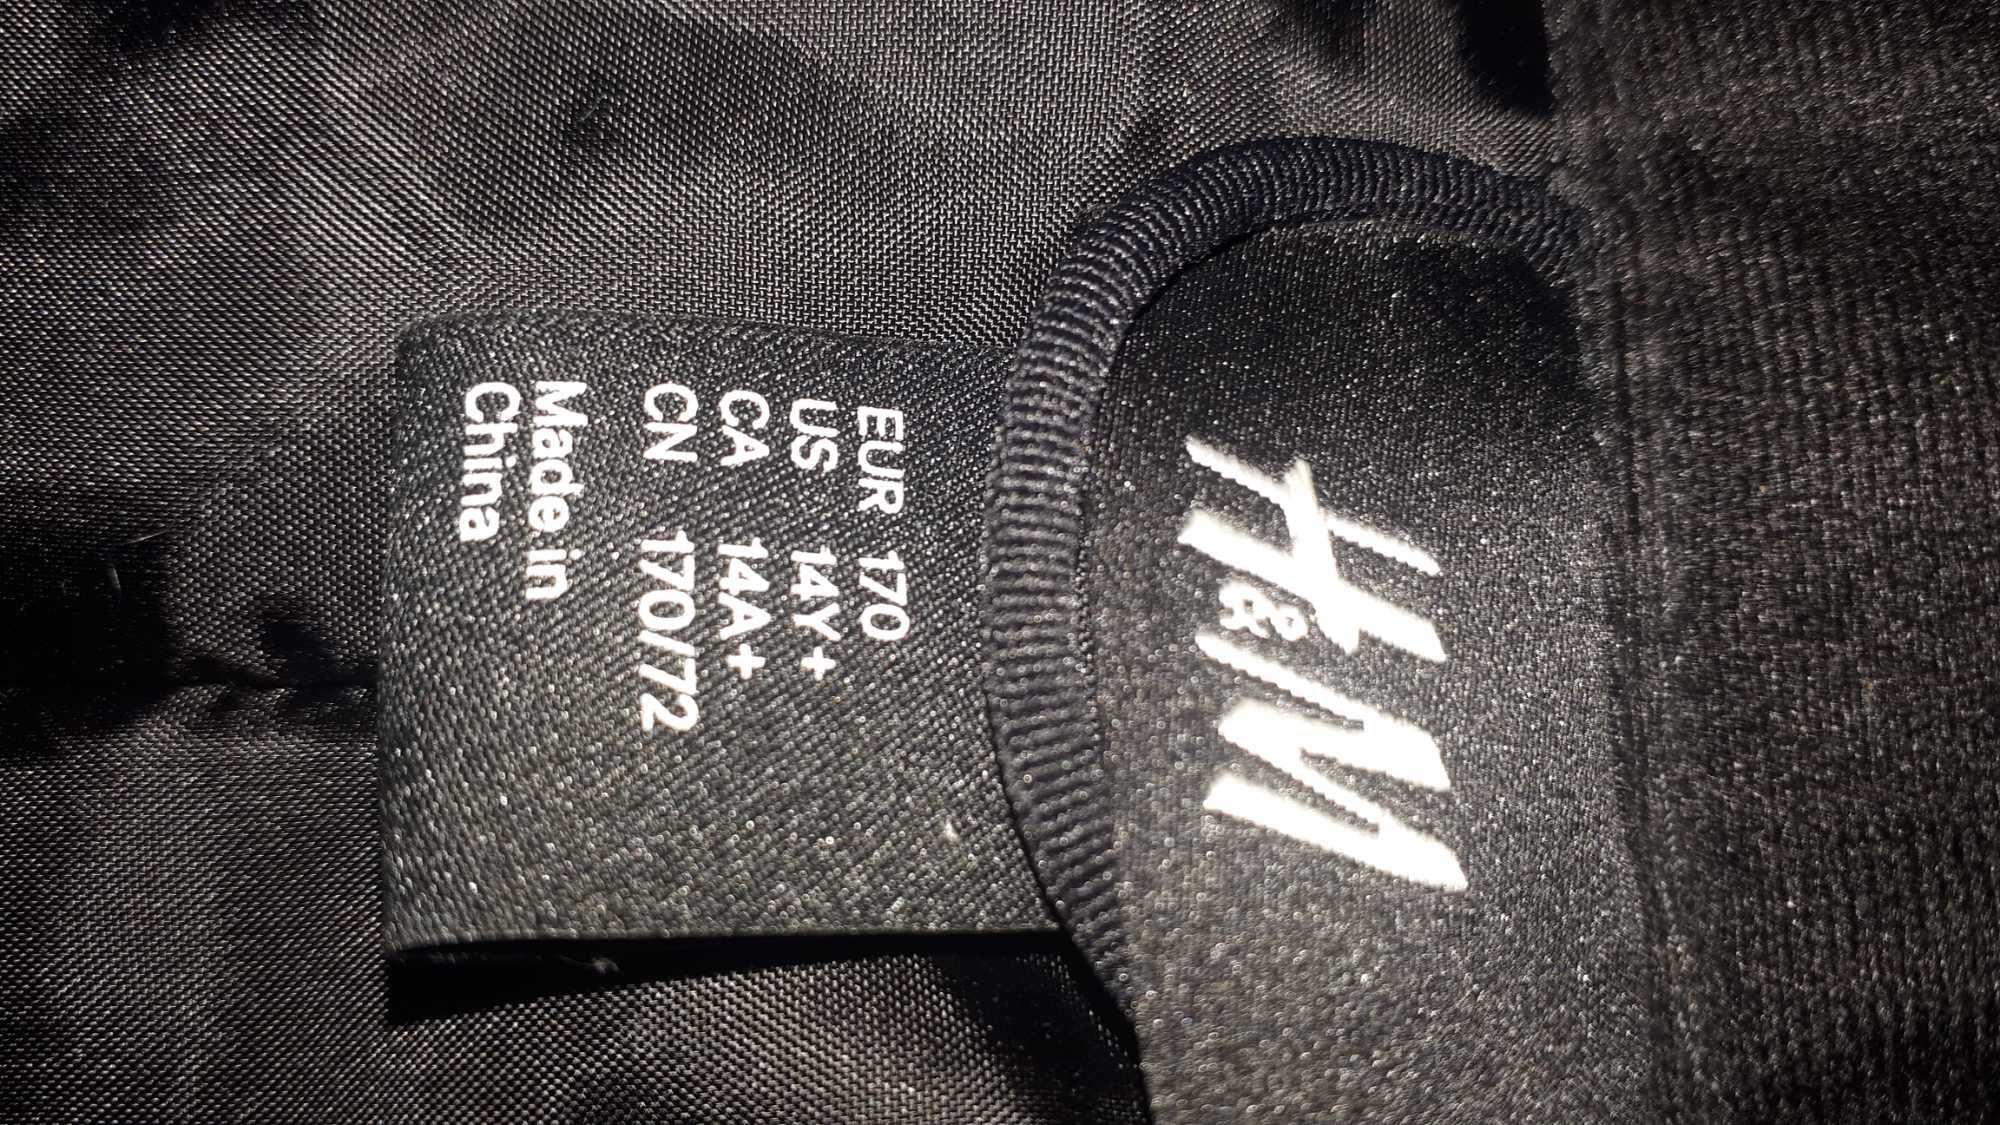 H&M
EUR 170
US 14Y+
CA 14A+
CN 170/72
Made in
China